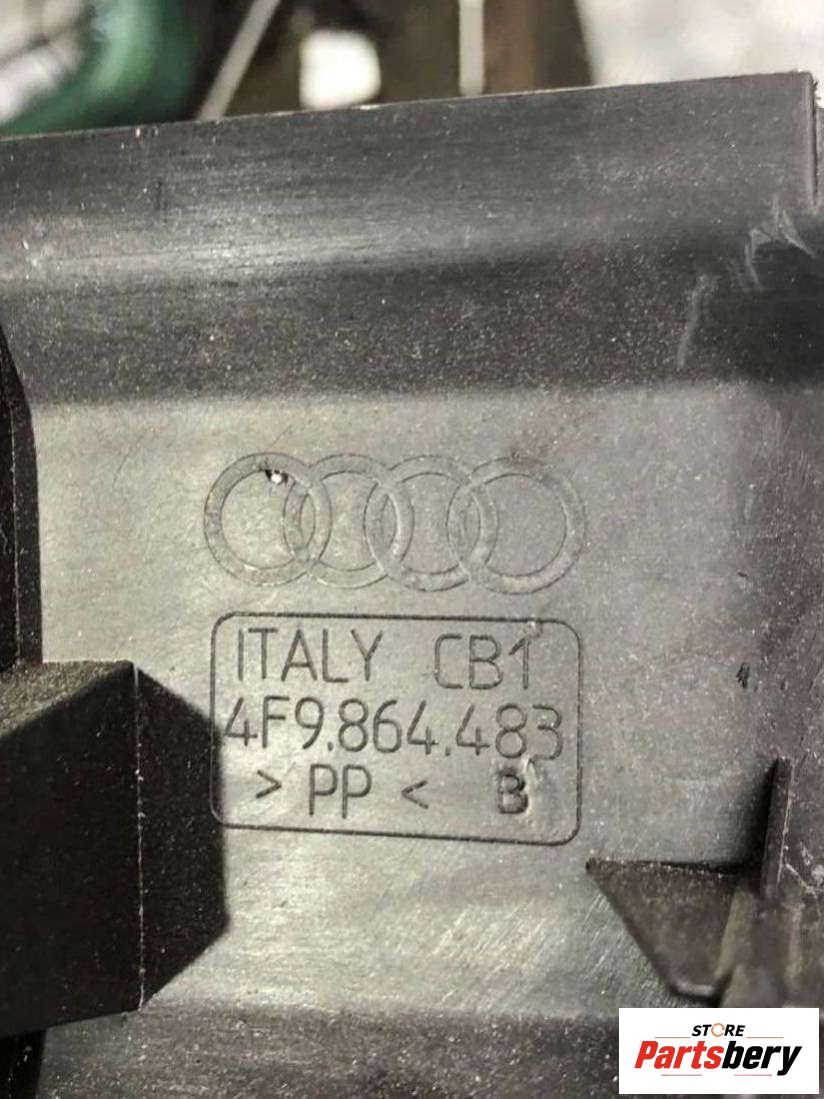 ITALY CB1
4F9.864.483
> PP < B
STORE
Partsbery